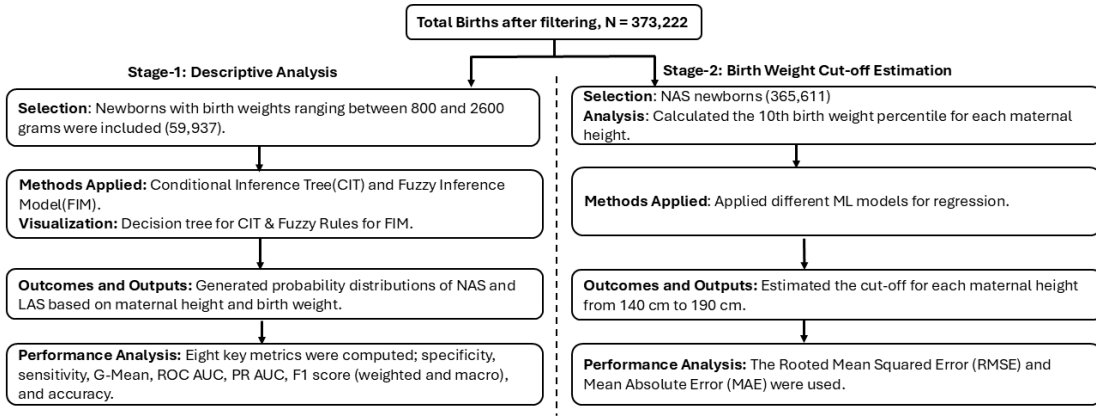 Total Births after filtering, N = 373,222
Stage-1: Descriptive Analysis
Selection: Newborns with birth weights ranging between 800 and 2600
grams were included (59,937).
Methods Applied: Conditional Inference Tree(CIT) and Fuzzy Inference
Model(FIM).
Visualization: Decision tree for CIT & Fuzzy Rules for FIM.
Outcomes and Outputs: Generated probability distributions of NAS and
LAS based on maternal height and birth weight.
Performance Analysis: Eight key metrics were computed; specificity,
sensitivity, G-Mean, ROC AUC, PR AUC, F1 score (weighted and macro),
and accuracy.
Stage-2: Birth Weight Cut-off Estimation
Selection: NAS newborns (365,611)
Analysis: Calculated the 10th birth weight percentile for each maternal
height.
Methods Applied: Applied different ML models for regression.
Outcomes and Outputs: Estimated the cut-off for each maternal height
from 140 cm to 190 cm.
Performance Analysis: The Rooted Mean Squared Error (RMSE) and
Mean Absolute Error (MAE) were used.